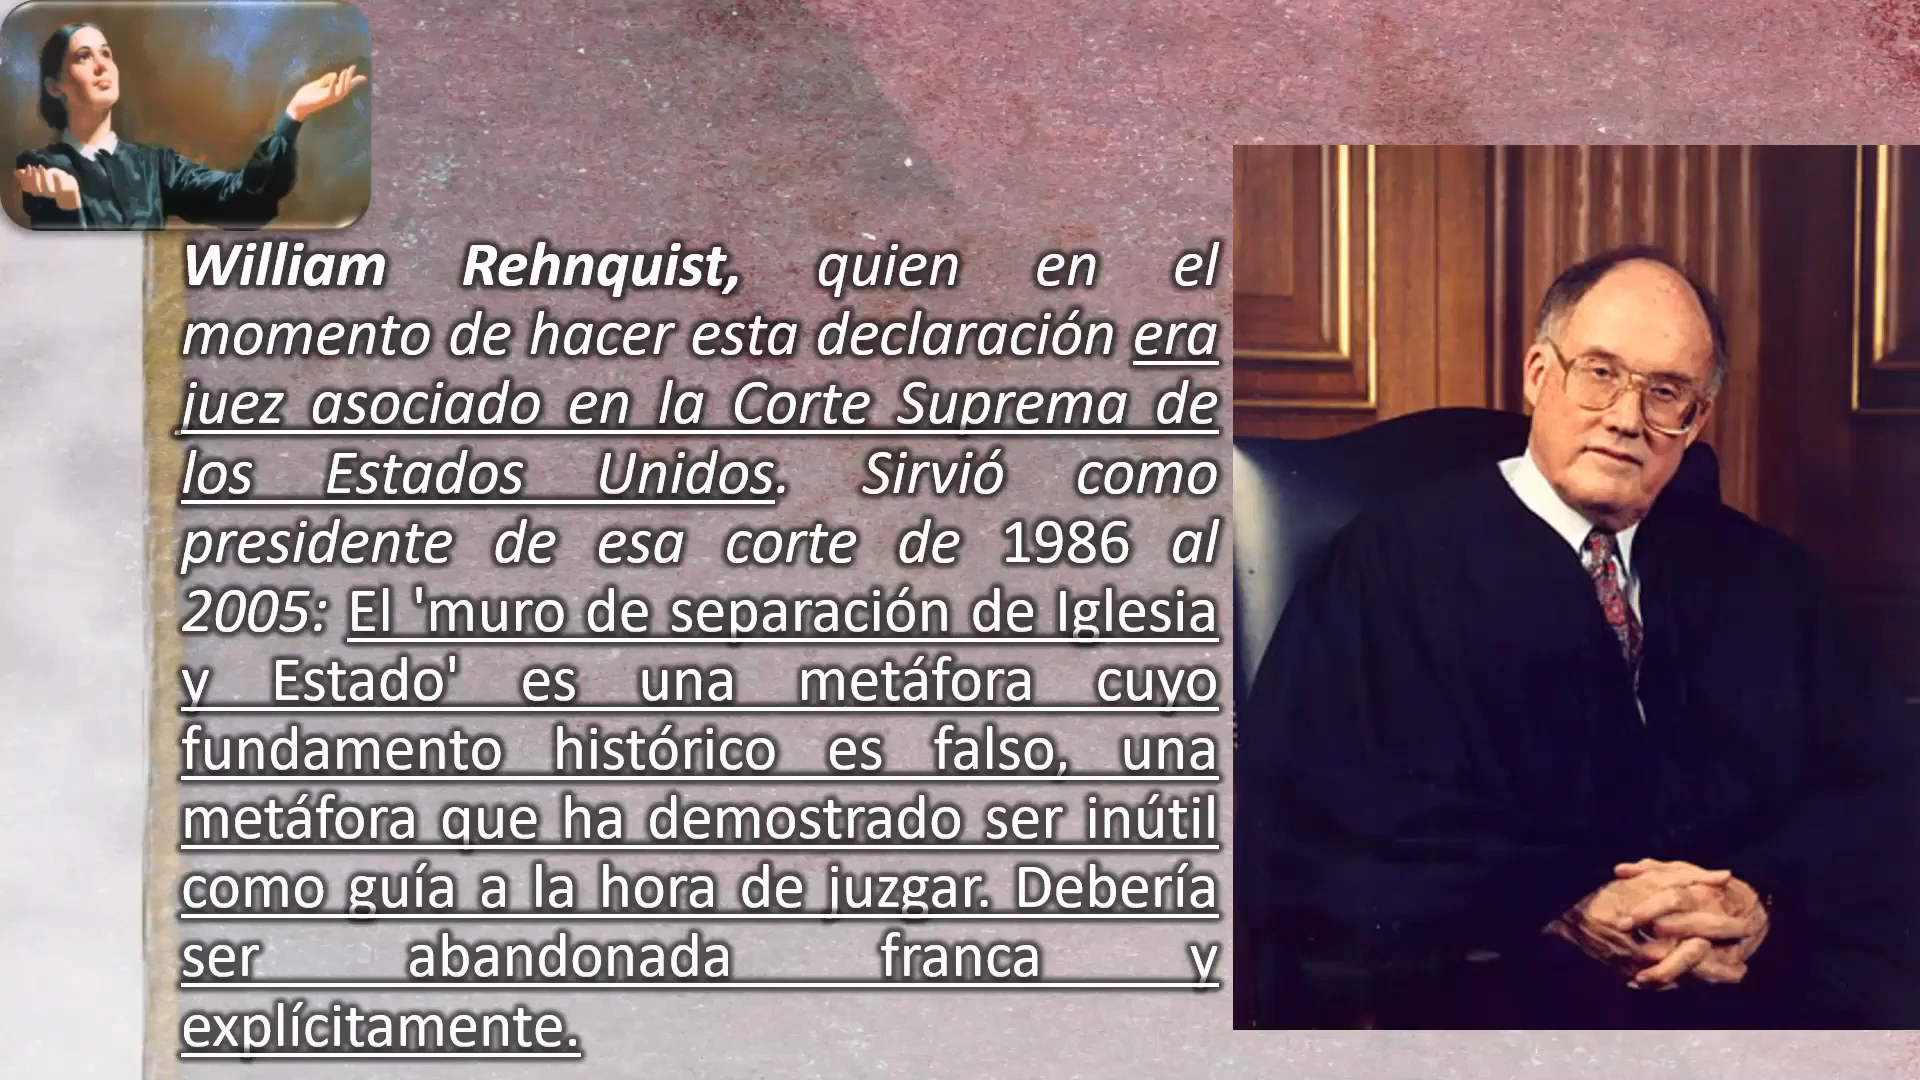 William Rehnquist, quien en el
momento de hacer esta declaración era
juez asociado en la Corte Suprema de
los Estados Unidos. Sirvió como
presidente de esa corte de 1986 al
2005: El 'muro de separación de Iglesia
y Estado' es una metáfora cuyo
fundamento histórico es falso, una
metáfora que ha demostrado ser inútil
como guía a la hora de juzgar. Debería
ser abandonada franca y
explícitamente.